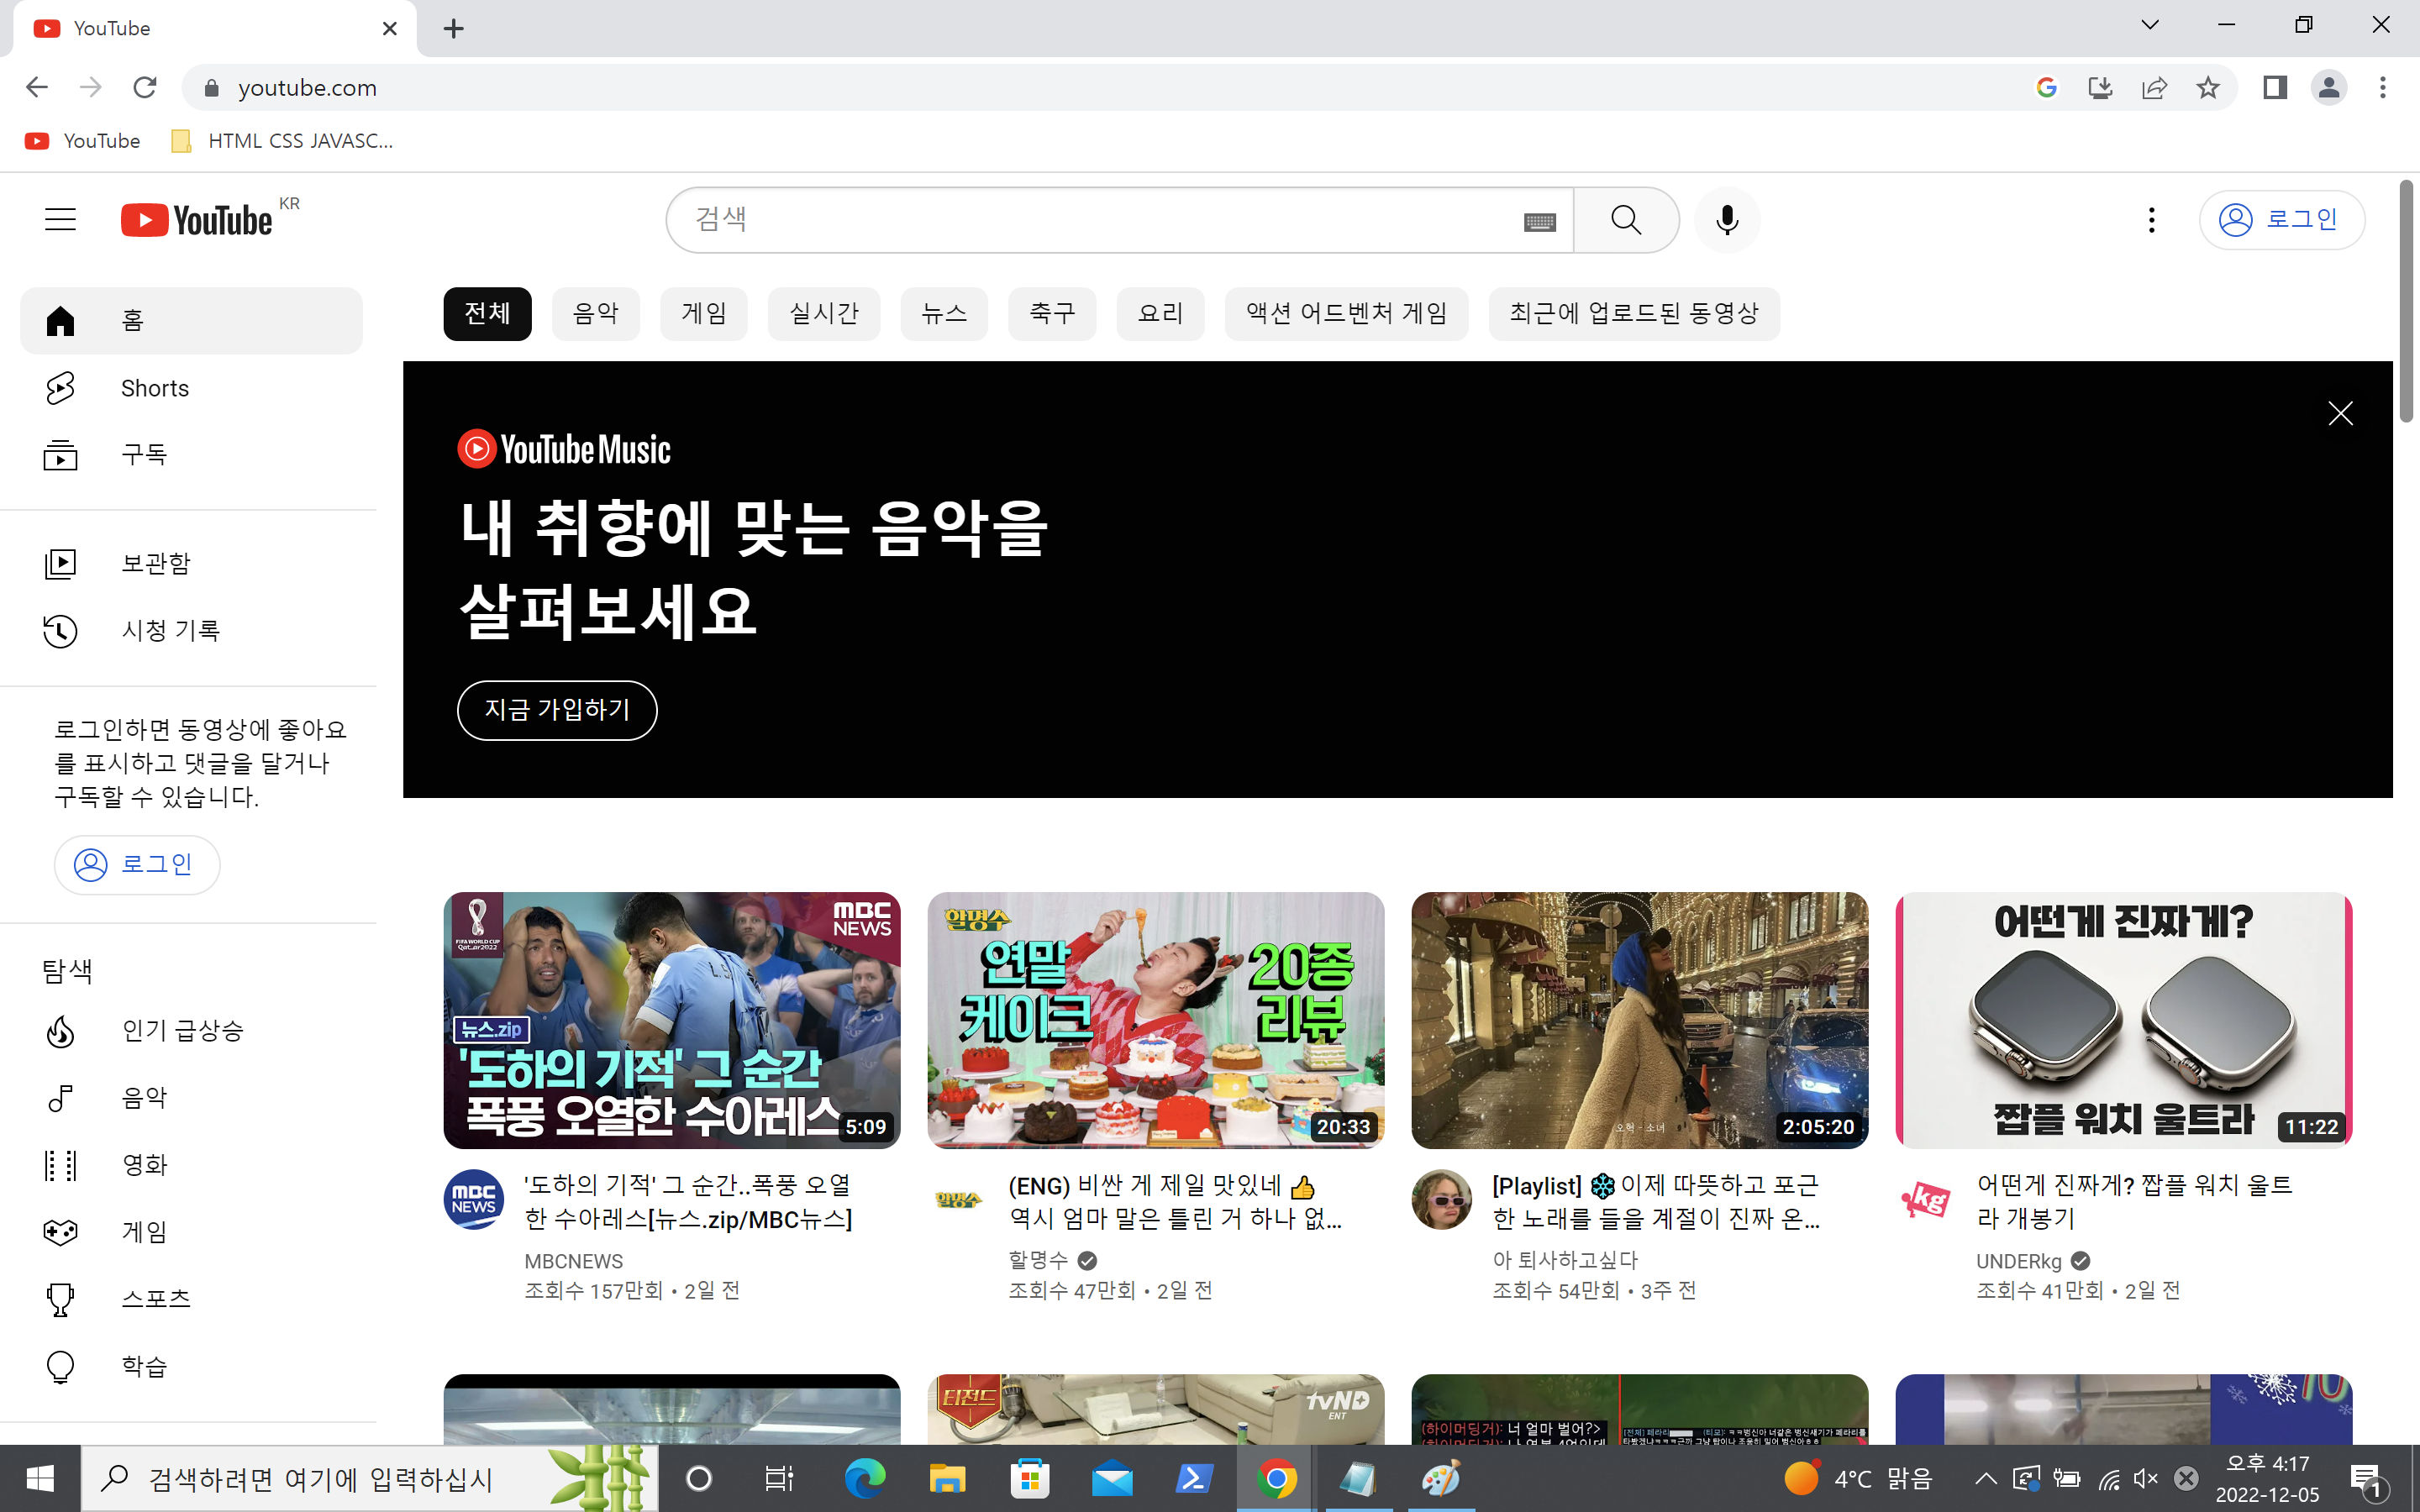 YouTube
youtube.com
YouTube
HTML CSS JAVASC...
YouTube KR
검색
로그인
홈
Shorts
구독
보관함
시청 기록
로그인하면 동영상에 좋아요
를 표시하고 댓글을 달거나
구독할 수 있습니다.
로그인
탐색
인기 급상승
음악
영화
게임
스포츠
학습
전체
음악
게임
실시간
뉴스
축구
요리
액션 어드벤처 게임
최근에 업로드된 동영상
YouTube Music
내 취향에 맞는 음악을
살펴보세요
지금 가입하기
FIFA WORLD CUP
Qatar2022
MBC
NEWS
뉴스.zip
'도하의 기적' 그 순간
폭풍 오열한 수아레스
5:09
MBC
NEWS
'도하의 기적' 그 순간..폭풍 오열
한 수아레스[뉴스.zip/MBC뉴스]
MBCNEWS
조회수 157만회 • 2일 전
할명수
연말
케이크
20종
리뷰
20:33
할명수
(ENG) 비싼 게 제일 맛있네 👍
역시 엄마 말은 틀린 거 하나 없...
할명수
조회수 47만회 • 2일 전
오혁 - 소녀
2:05:20
[Playlist] ❄️이제 따뜻하고 포근
한 노래를 들을 계절이 진짜 온...
아 퇴사하고싶다
조회수 54만회 • 3주 전
어떤게 진짜게?
짭플 워치 울트라
11:22
kg
어떤게 진짜게? 짭플 워치 울트
라 개봉기
UNDERkg
조회수 41만회 • 2일 전
티전드
tvND
ENT
(하이머딩거): 너 얼마 벌어?>
검색하려면 여기에 입력하십시
4°C 맑음
오후 4:17
2022-12-05
1